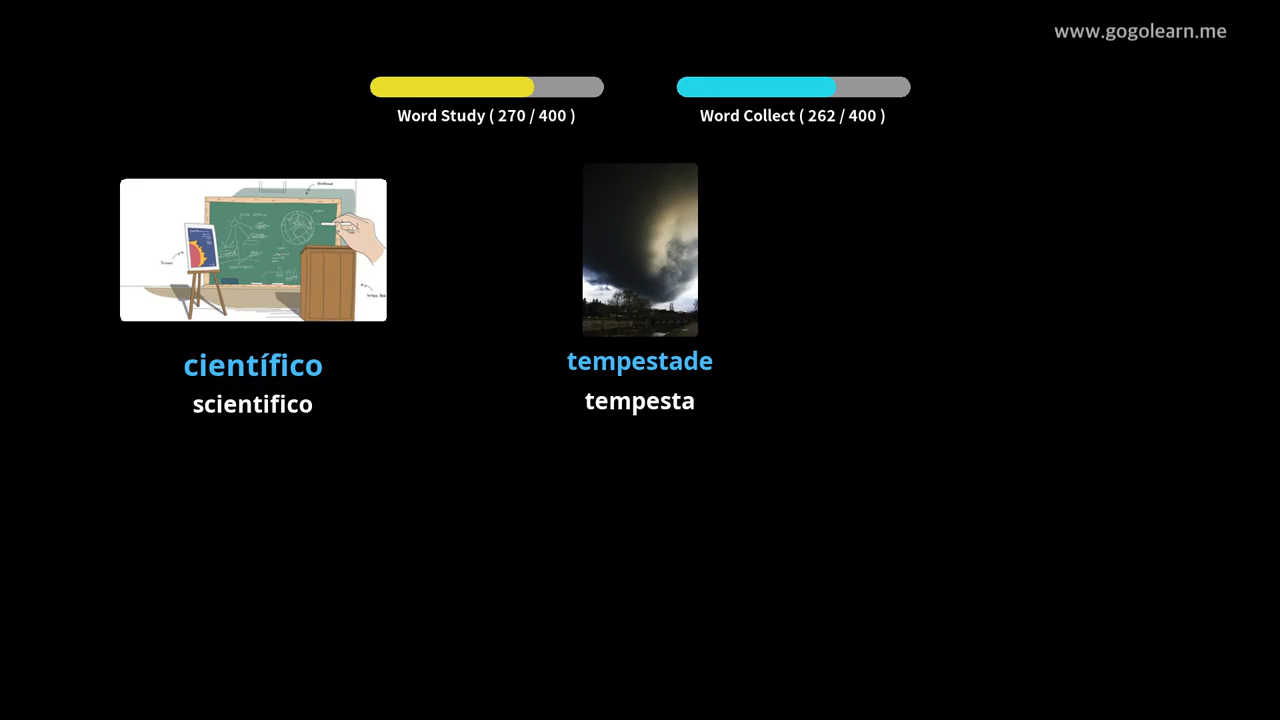 www.gogolearn.me
Word Study ( 270 / 400 )
Word Collect ( 262 / 400 )
científico
scientifico
tempestade
tempesta